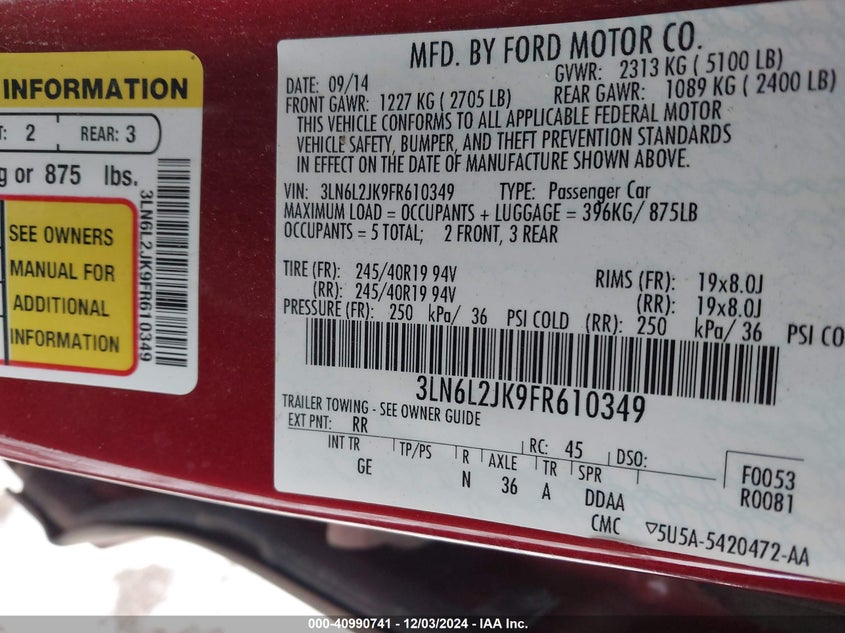 INFORMATION
2 REAR: 3
or 875 lbs.
SEE OWNERS
MANUAL FOR
ADDITIONAL
INFORMATION
3LN6L2JK9FR610349
MFD. BY FORD MOTOR CO.
DATE: 09/14 GVWR: 2313 KG ( 5100 LB)
FRONT GAWR: 1227 KG ( 2705 LB) REAR GAWR: 1089 KG ( 2400 LB)
THIS VEHICLE CONFORMS TO ALL APPLICABLE FEDERAL MOTOR
VEHICLE SAFETY, BUMPER, AND THEFT PREVENTION STANDARDS
IN EFFECT ON THE DATE OF MANUFACTURE SHOWN ABOVE.
VIN: 3LN6L2JK9FR610349 TYPE: Passenger Car
MAXIMUM LOAD = OCCUPANTS + LUGGAGE = 396KG/ 875LB
OCCUPANTS = 5 TOTAL; 2 FRONT, 3 REAR
TIRE (FR): 245/40R19 94V RIMS (FR): 19x8.0J
(RR): 245/40R19 94V (RR): 19x8.0J
PRESSURE (FR): 250 kPa/ 36 PSI COLD (RR): 250 kPa/ 36 PSI CO
3LN6L2JK9FR610349
TRAILER TOWING - SEE OWNER GUIDE
EXT PNT: RR RC: 45 DSO:
INT TR TP/PS R AXLE TR SPR F0053
GE N 36 A DDAA R0081
CMC ▽5U5A-5420472-AA
000-40990741 - 12/03/2024 - IAA Inc.